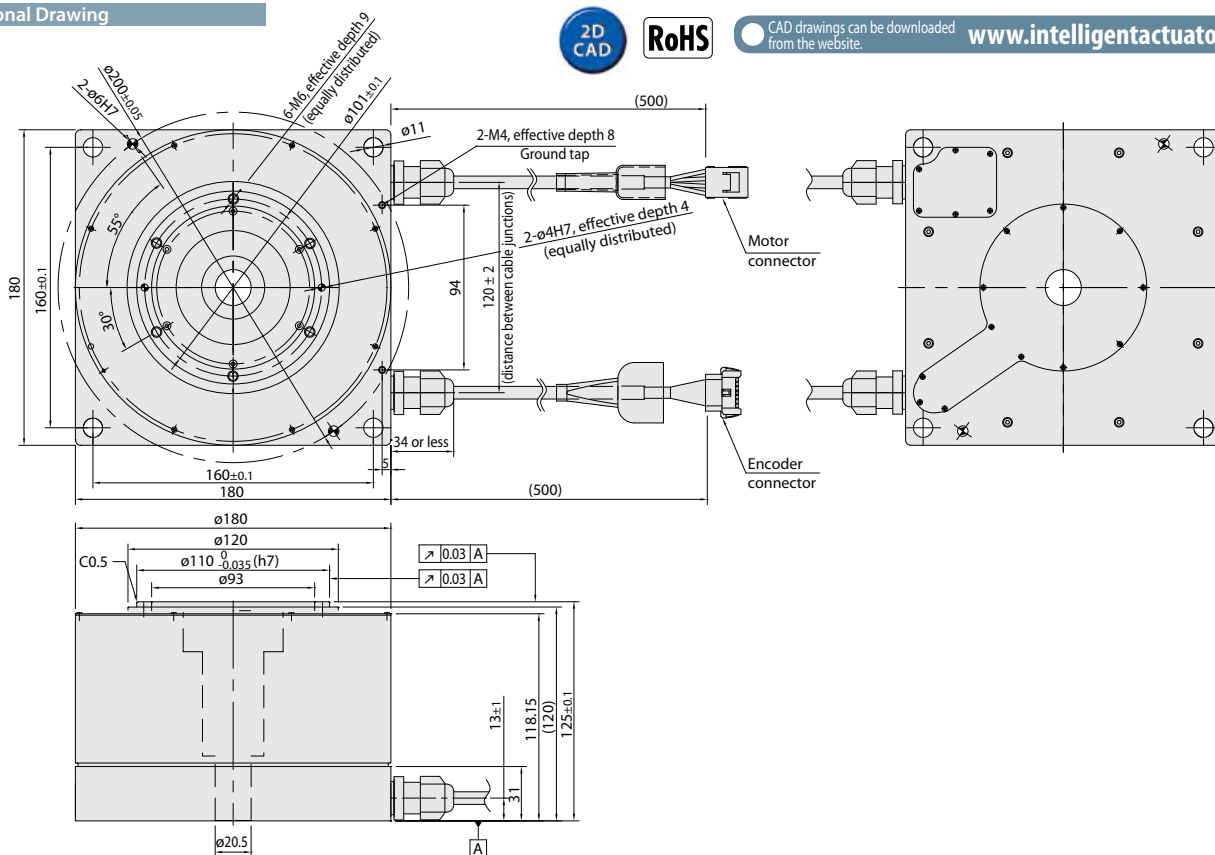 onal Drawing
2D
CAD
RoHS
CAD drawings can be downloaded
from the website.
www.intelligentactuato
2-ø6H7
ø200±0.05
6-M6, effective depth 9
(equally distributed)
ø101±0.1
ø11
2-M4, effective depth 8
Ground tap
(500)
2-ø4H7, effective depth 4
(equally distributed)
Motor
connector
180
160±0.1
55°
30°
94
120 ± 2
(distance between cable junctions)
34 or less
5
160±0.1
180
(500)
Encoder
connector
ø180
ø120
ø110 0 -0.035 (h7)
ø93
C0.5
↗ 0.03 A
↗ 0.03 A
13±1
118.15
(120)
125±0.1
31
ø20.5
A